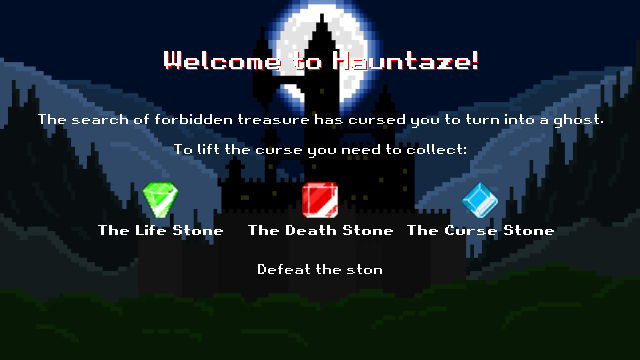 Welcome to Hauntaze!
The search of forbidden treasure has cursed you to turn into a ghost.
To lift the curse you need to collect:
The Life Stone The Death Stone The Curse Stone
Defeat the ston